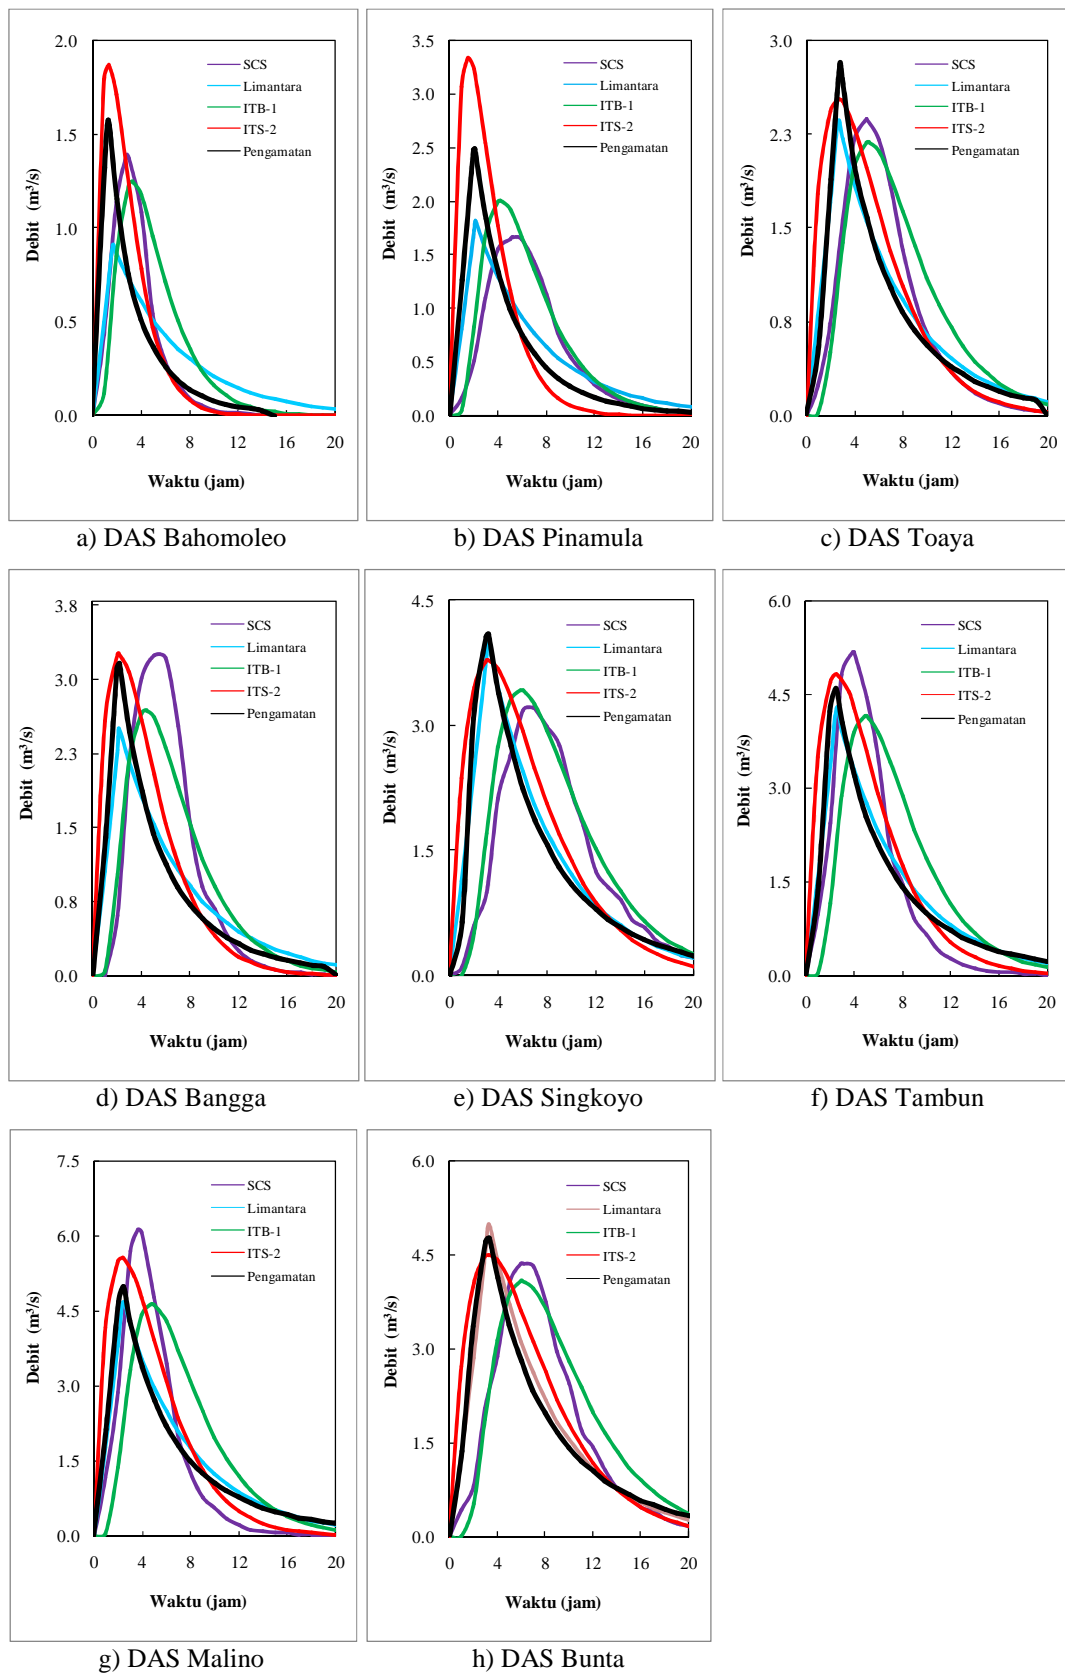 2.0
1.5
1.0
0.5
0.0
Debit (m³/s)
SCS
Limantara
ITB-1
ITS-2
Pengamatan
0 4 8 12 16 20
Waktu (jam)
a) DAS Bahomoleo
3.5
3.0
2.5
2.0
1.5
1.0
0.5
0.0
Debit (m³/s)
SCS
Limantara
ITB-1
ITS-2
Pengamatan
0 4 8 12 16 20
Waktu (jam)
b) DAS Pinamula
3.0
2.3
1.5
0.8
0.0
Debit (m³/s)
SCS
Limantara
ITB-1
ITS-2
Pengamatan
0 4 8 12 16 20
Waktu (jam)
c) DAS Toaya
3.8
3.0
2.3
1.5
0.8
0.0
Debit (m³/s)
SCS
Limantara
ITB-1
ITS-2
Pengamatan
0 4 8 12 16 20
Waktu (jam)
d) DAS Bangga
4.5
3.0
1.5
0.0
Debit (m³/s)
SCS
Limantara
ITB-1
ITS-2
Pengamatan
0 4 8 12 16 20
Waktu (jam)
e) DAS Singkoyo
6.0
4.5
3.0
1.5
0.0
Debit (m³/s)
SCS
Limantara
ITB-1
ITS-2
Pengamatan
0 4 8 12 16 20
Waktu (jam)
f) DAS Tambun
7.5
6.0
4.5
3.0
1.5
0.0
Debit (m³/s)
SCS
Limantara
ITB-1
ITS-2
Pengamatan
0 4 8 12 16 20
Waktu (jam)
g) DAS Malino
6.0
4.5
3.0
1.5
0.0
Debit (m³/s)
SCS
Limantara
ITB-1
ITS-2
Pengamatan
0 4 8 12 16 20
Waktu (jam)
h) DAS Bunta